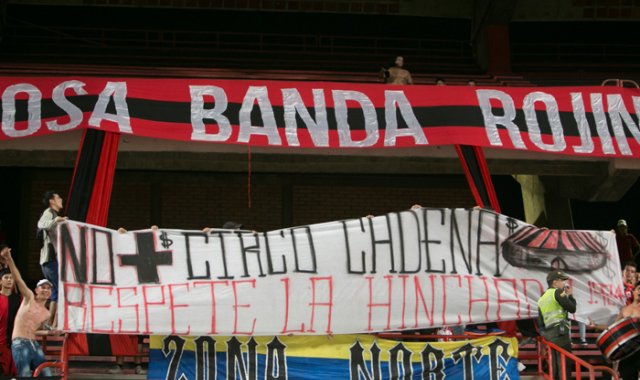 OSA BANDA ROJIN
NO + $ CIRCO CADENA $
RESPETE LA HINCHADA
ZONA NORTE